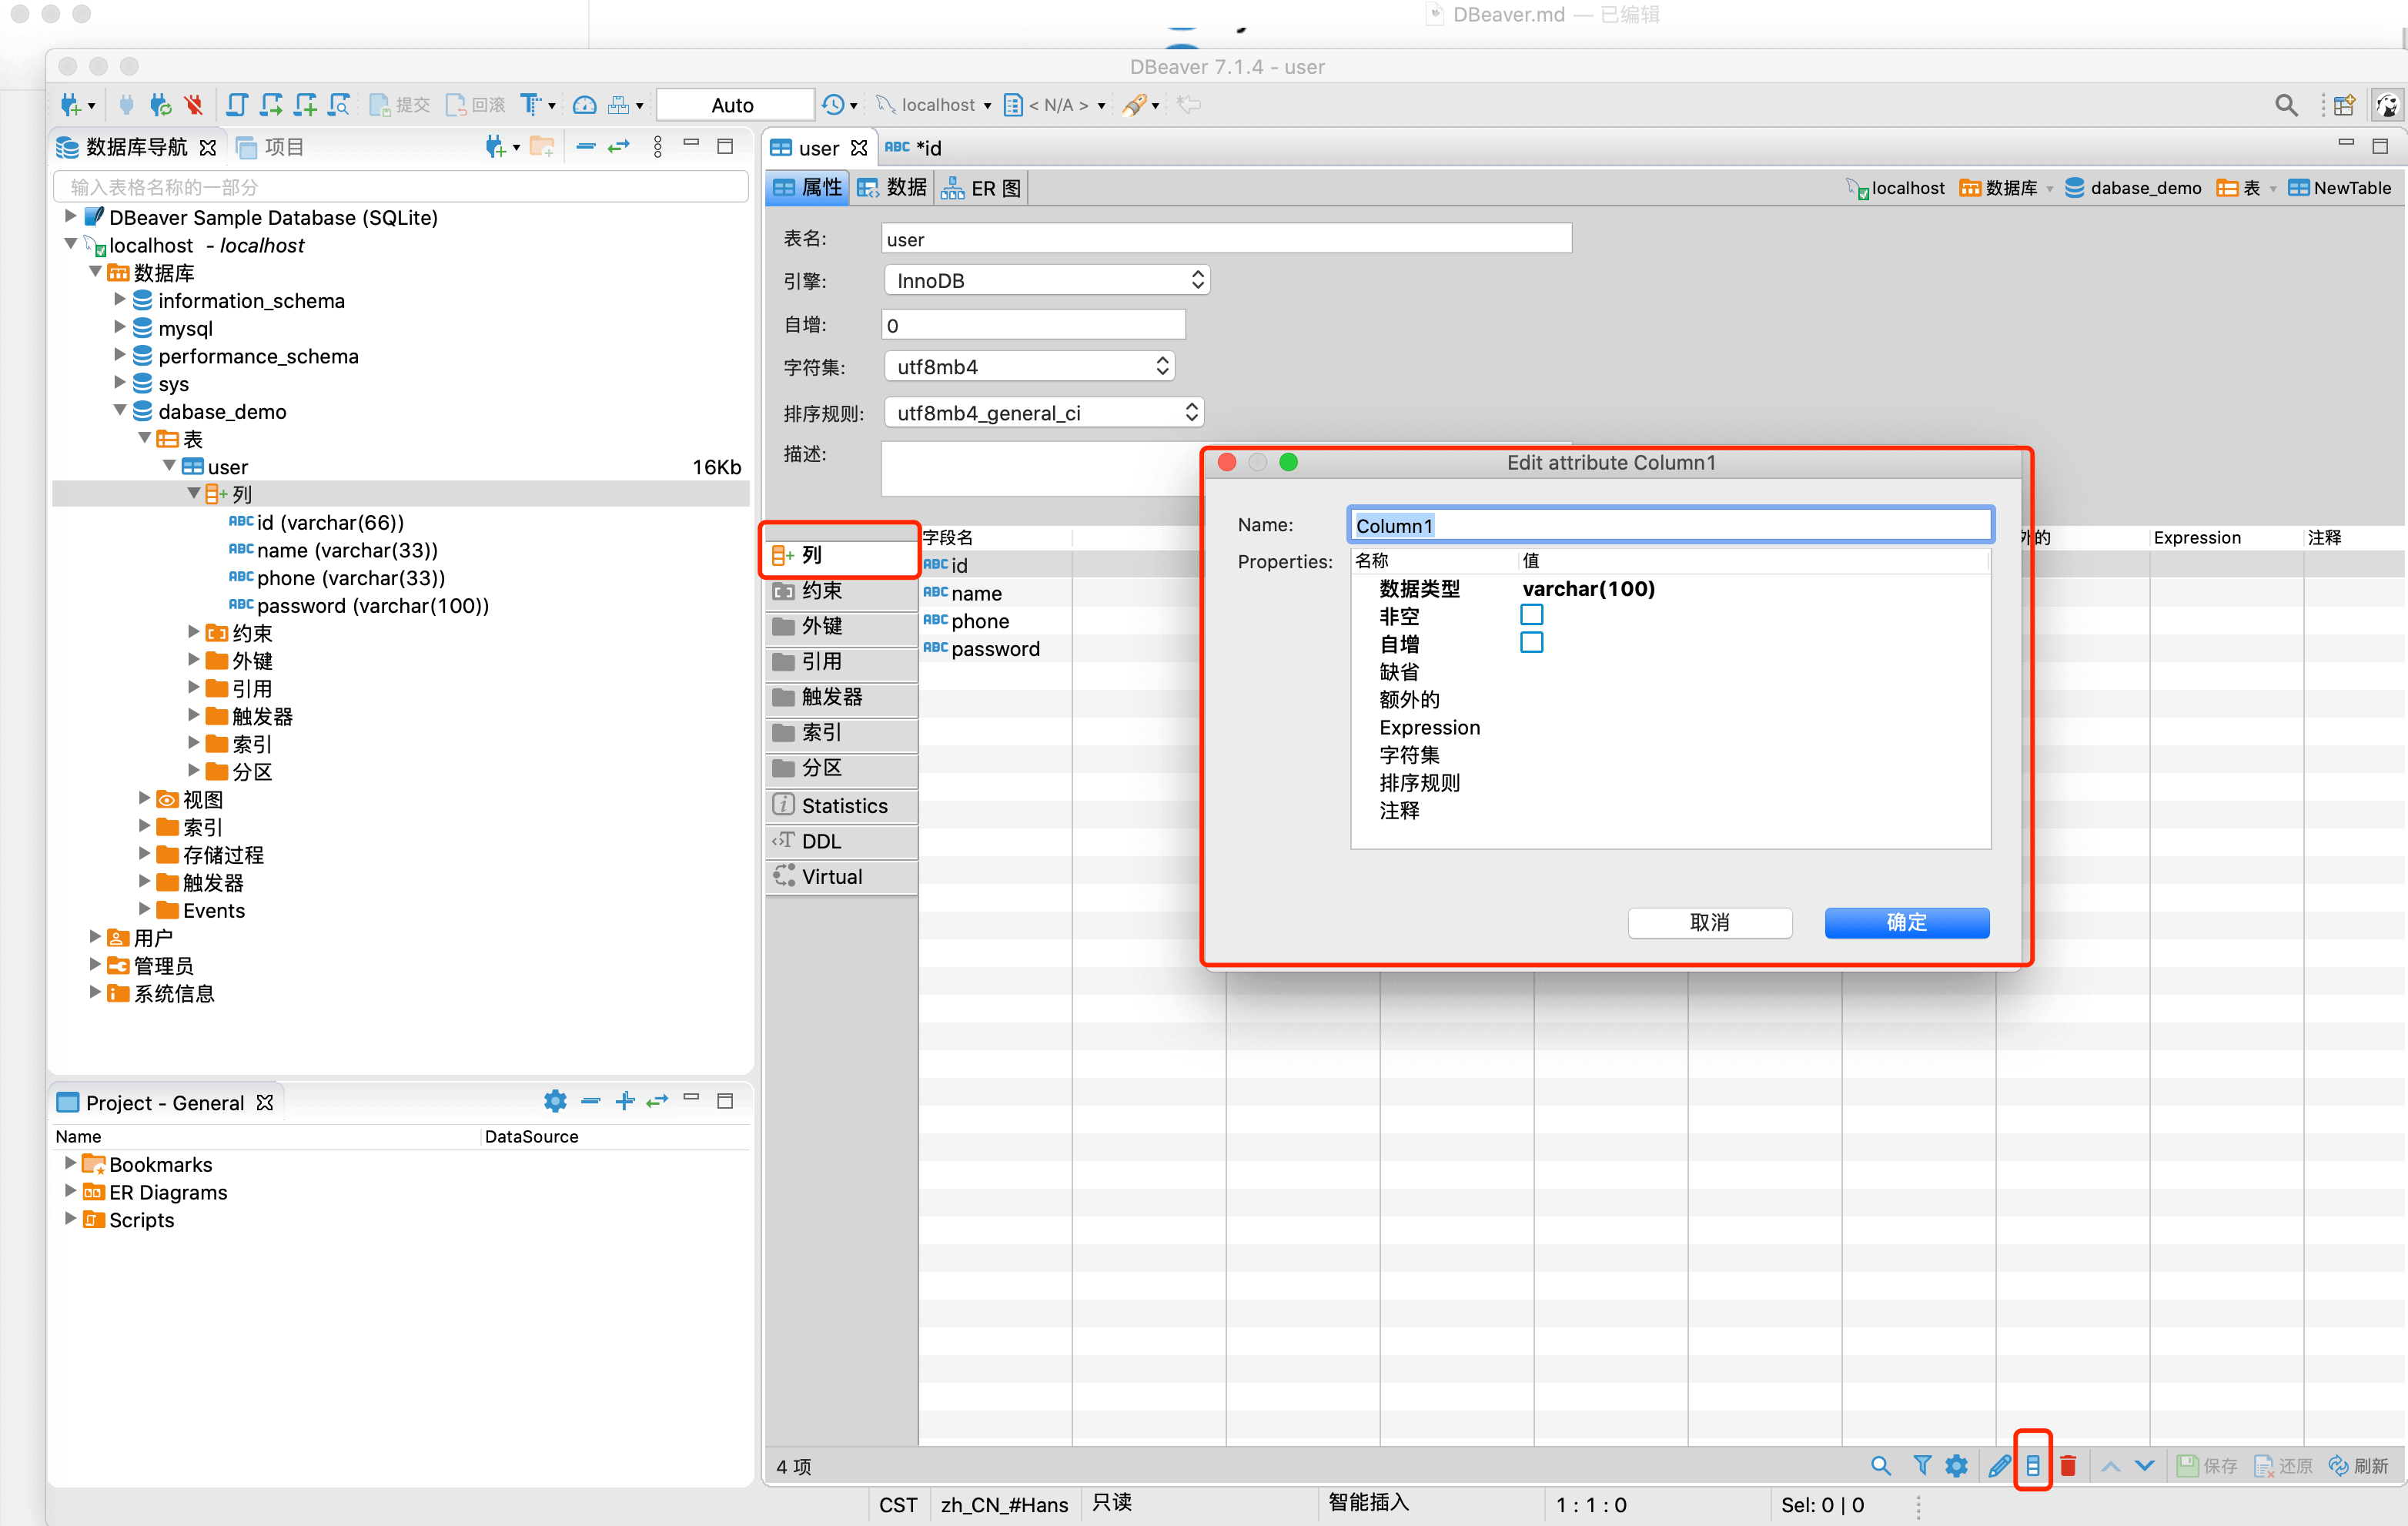 DBeaver.md — 已编辑
DBeaver 7.1.4 - user
提交 回滚 Auto localhost < N/A >
数据库导航 项目
输入表格名称的一部分
DBeaver Sample Database (SQLite)
localhost - localhost
数据库
information_schema
mysql
performance_schema
sys
dabase_demo
表
user 16Kb
列
ABC id (varchar(66))
ABC name (varchar(33))
ABC phone (varchar(33))
ABC password (varchar(100))
约束
外键
引用
触发器
索引
分区
视图
索引
存储过程
触发器
Events
用户
管理员
系统信息
Project - General
Name DataSource
Bookmarks
ER Diagrams
Scripts
user ABC *id
属性 数据 ER 图 localhost 数据库 dabase_demo 表 NewTable
表名: user
引擎: InnoDB
自增: 0
字符集: utf8mb4
排序规则: utf8mb4_general_ci
描述:
列
约束
外键
引用
触发器
索引
分区
Statistics
DDL
Virtual
字段名 外的 Expression 注释
ABC id
ABC name
ABC phone
ABC password
Edit attribute Column1
Name: Column1
Properties: 名称 值
数据类型 varchar(100)
非空
自增
缺省
额外的
Expression
字符集
排序规则
注释
取消 确定
4 项 保存 还原 刷新
CST zh_CN_#Hans 只读 智能插入 1 : 1 : 0 Sel: 0 | 0